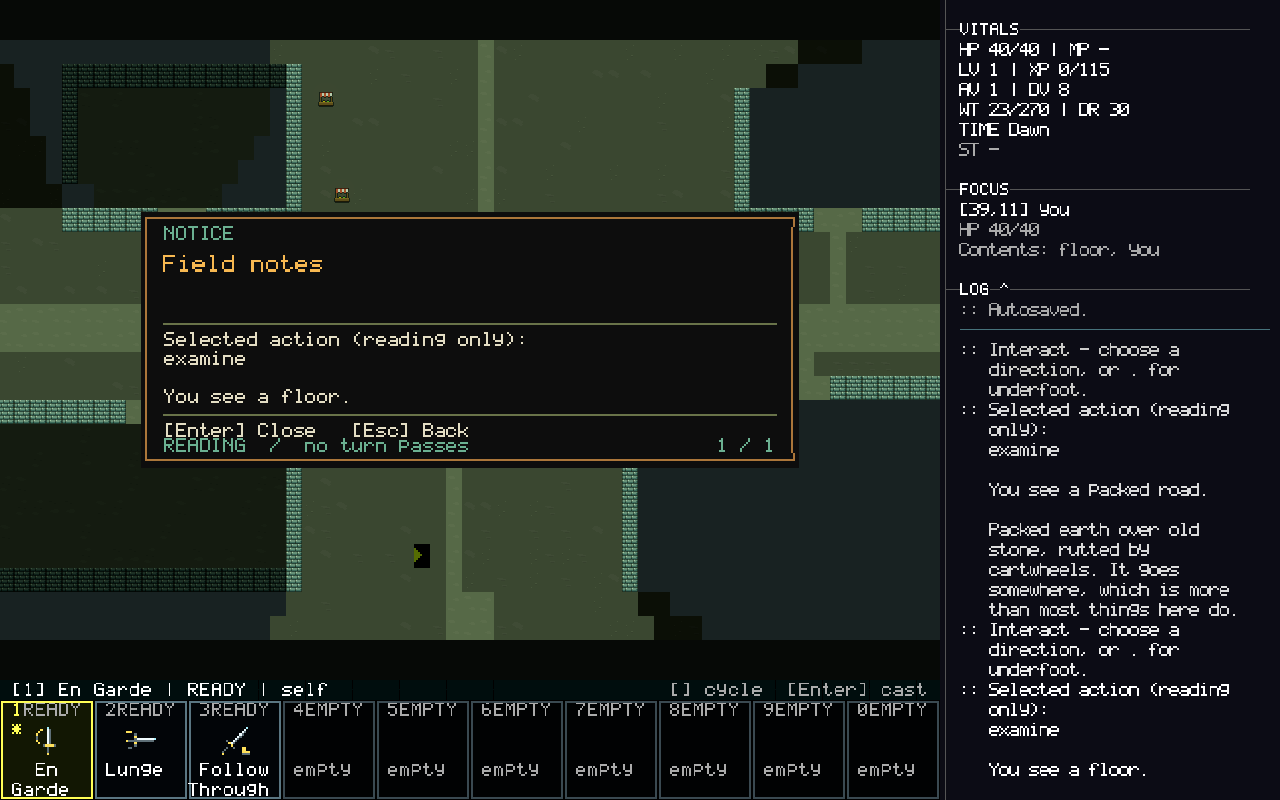 NOTICE
Field notes
Selected action (reading only):
examine
You see a floor.
[Enter] Close [Esc] Back
READING / no turn Passes 1 / 1
VITALS
HP 40/40 | MP -
LV 1 | XP 0/115
AV 1 | DV 8
WT 23/270 | DR 30
TIME Dawn
ST -
FOCUS
[39,11] You
HP 40/40
Contents: floor, You
LOG ^
:: Autosaved.
:: Interact - choose a
direction, or . for
underfoot.
:: Selected action (reading
only):
examine
You see a Packed road.
Packed earth over old
stone, rutted by
cartwheels. It goes
somewhere, which is more
than most things here do.
:: Interact - choose a
direction, or . for
underfoot.
:: Selected action (reading
only):
examine
You see a floor.
[1] En Garde | READY | self [] cycle [Enter] cast
1READY 2READY 3READY 4EMPTY 5EMPTY 6EMPTY 7EMPTY 8EMPTY 9EMPTY 0EMPTY
*
En Lunge Follow empty empty empty empty empty empty empty
Garde Through